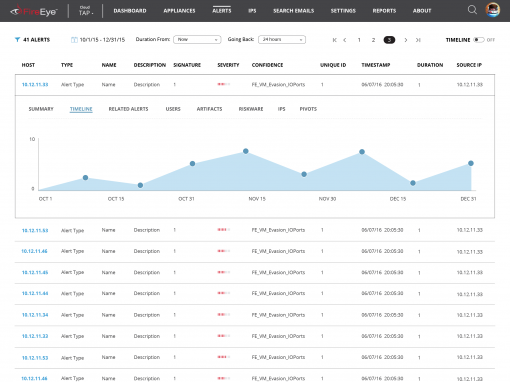 FireEye™ Cloud TAP DASHBOARD APPLIANCES ALERTS IPS SEARCH EMAILS SETTINGS REPORTS ABOUT
41 ALERTS 10/1/15 - 12/31/15 Duration From: Now Going Back: 24 hours 1 2 3 TIMELINE OFF
HOST TYPE NAME DESCRIPTION SIGNATURE SEVERITY CONFIDENCE UNIQUE ID TIMESTAMP DURATION SOURCE IP
10.12.11.33 Alert Type Name Description 1 FE_VM_Evasion_IOPorts 1 06/07/16 20:05:30 1 10.12.11.33
SUMMARY TIMELINE RELATED ALERTS USERS ARTIFACTS RISKWARE IPS PIVOTS
10
0
OCT 1 OCT 15 OCT 31 NOV 15 NOV 30 DEC 15 DEC 31
10.12.11.53 Alert Type Name Description 1 FE_VM_Evasion_IOPorts 1 06/07/16 20:05:30 1 10.12.11.33
10.12.11.46 Alert Type Name Description 1 FE_VM_Evasion_IOPorts 1 06/07/16 20:05:30 1 10.12.11.33
10.12.11.45 Alert Type Name Description 1 FE_VM_Evasion_IOPorts 1 06/07/16 20:05:30 1 10.12.11.33
10.12.11.44 Alert Type Name Description 1 FE_VM_Evasion_IOPorts 1 06/07/16 20:05:30 1 10.12.11.33
10.12.11.34 Alert Type Name Description 1 FE_VM_Evasion_IOPorts 1 06/07/16 20:05:30 1 10.12.11.33
10.12.11.33 Alert Type Name Description 1 FE_VM_Evasion_IOPorts 1 06/07/16 20:05:30 1 10.12.11.33
10.12.11.53 Alert Type Name Description 1 FE_VM_Evasion_IOPorts 1 06/07/16 20:05:30 1 10.12.11.33
10.12.11.46 Alert Type Name Description 1 FE_VM_Evasion_IOPorts 1 06/07/16 20:05:30 1 10.12.11.33